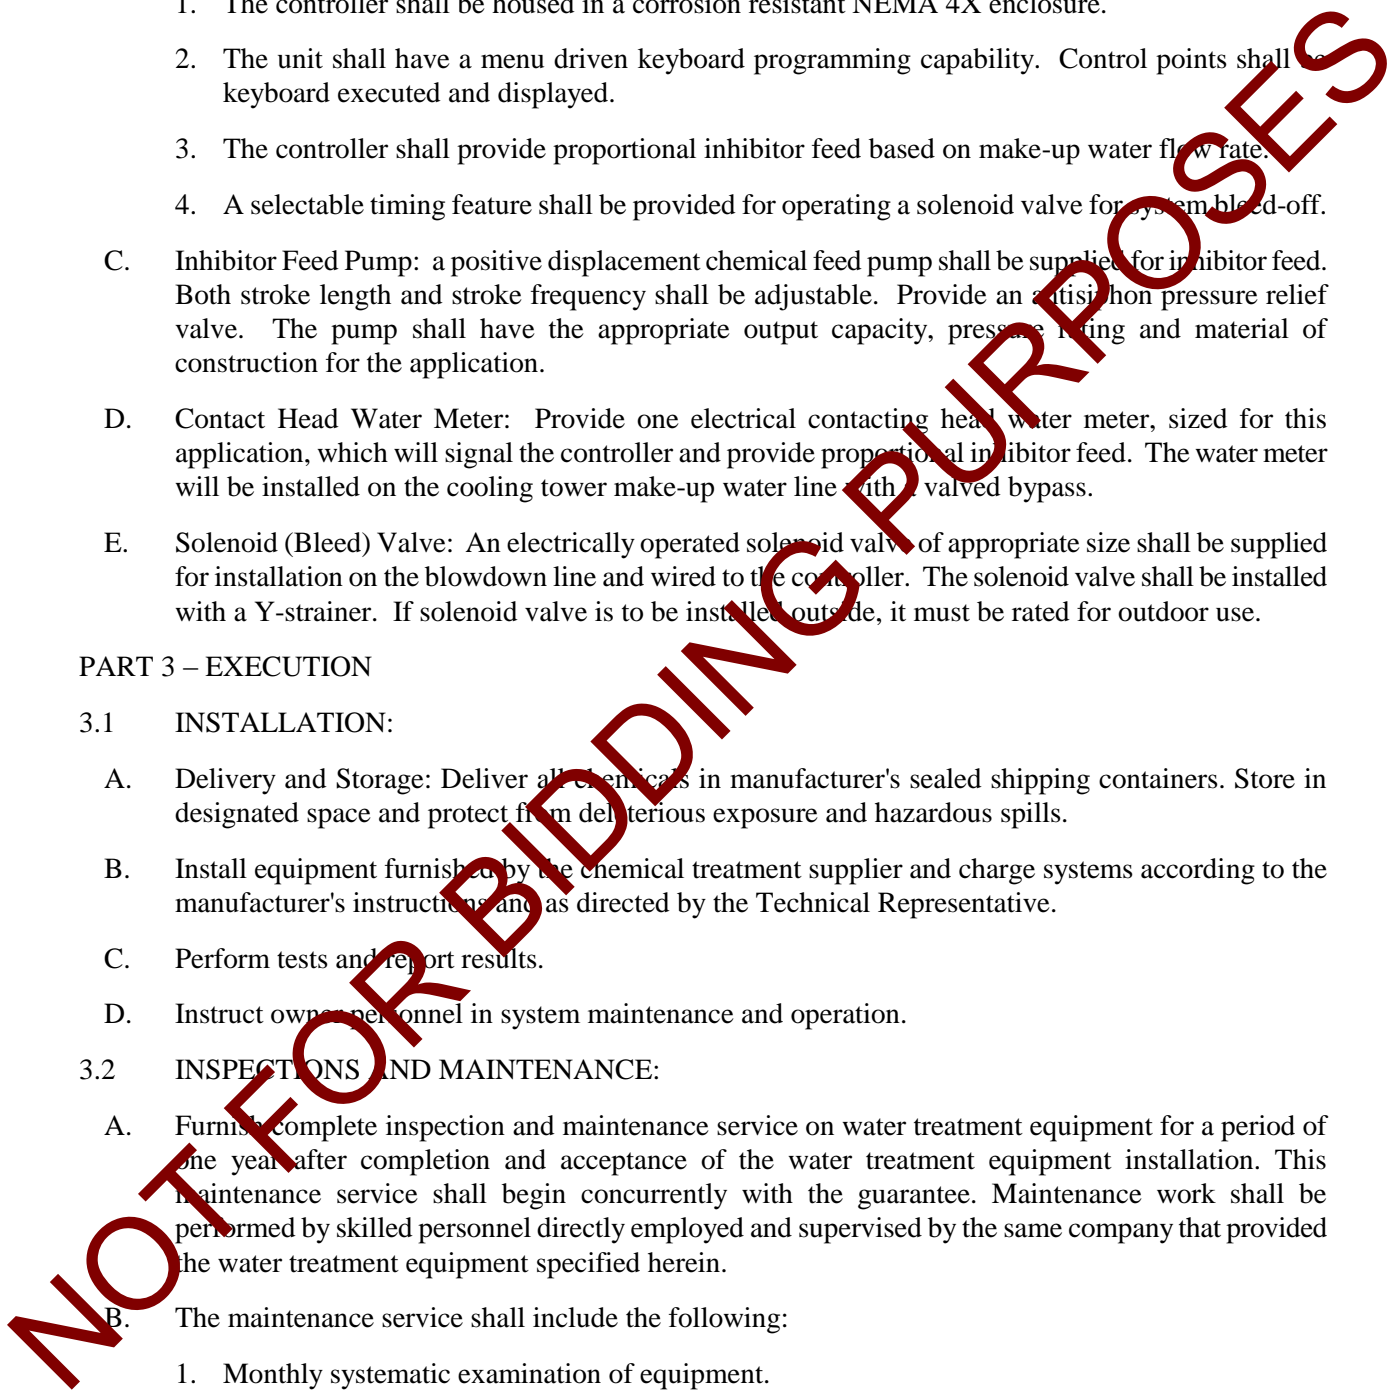 1. The controller shall be housed in a corrosion resistant NEMA 4X enclosure.
2. The unit shall have a menu driven keyboard programming capability. Control points shall be
keyboard executed and displayed.
3. The controller shall provide proportional inhibitor feed based on make-up water flow rate.
4. A selectable timing feature shall be provided for operating a solenoid valve for system bleed-off.
C. Inhibitor Feed Pump: a positive displacement chemical feed pump shall be supplied for inhibitor feed.
Both stroke length and stroke frequency shall be adjustable. Provide an antisiphon pressure relief
valve. The pump shall have the appropriate output capacity, pressure rating and material of
construction for the application.
D. Contact Head Water Meter: Provide one electrical contacting head water meter, sized for this
application, which will signal the controller and provide proportional inhibitor feed. The water meter
will be installed on the cooling tower make-up water line with a valved bypass.
E. Solenoid (Bleed) Valve: An electrically operated solenoid valve of appropriate size shall be supplied
for installation on the blowdown line and wired to the controller. The solenoid valve shall be installed
with a Y-strainer. If solenoid valve is to be installed outside, it must be rated for outdoor use.
PART 3 – EXECUTION
3.1 INSTALLATION:
A. Delivery and Storage: Deliver all chemicals in manufacturer's sealed shipping containers. Store in
designated space and protect from deleterious exposure and hazardous spills.
B. Install equipment furnished by the chemical treatment supplier and charge systems according to the
manufacturer's instructions and as directed by the Technical Representative.
C. Perform tests and report results.
D. Instruct owner personnel in system maintenance and operation.
3.2 INSPECTIONS AND MAINTENANCE:
A. Furnish complete inspection and maintenance service on water treatment equipment for a period of
one year after completion and acceptance of the water treatment equipment installation. This
maintenance service shall begin concurrently with the guarantee. Maintenance work shall be
performed by skilled personnel directly employed and supervised by the same company that provided
the water treatment equipment specified herein.
B. The maintenance service shall include the following:
1. Monthly systematic examination of equipment.
NOT FOR BIDDING PURPOSES